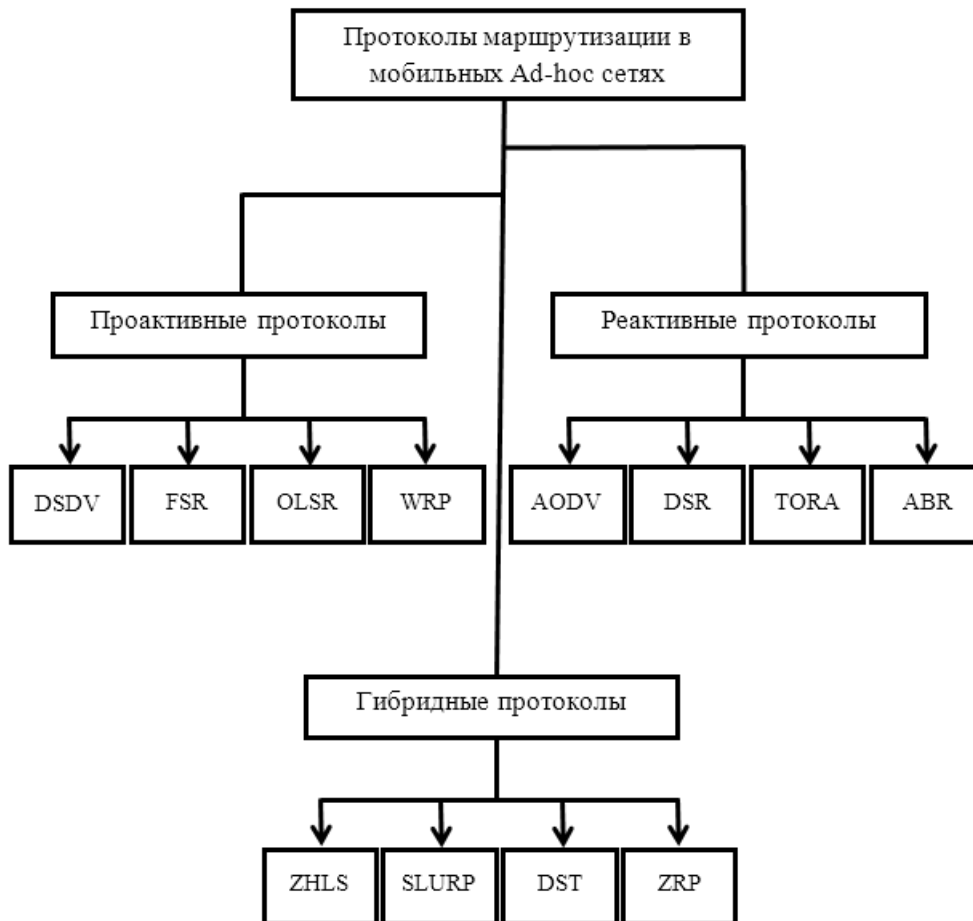 Протоколы маршрутизации в
мобильных Ad-hoc сетях
Проактивные протоколы
Реактивные протоколы
DSDV
FSR
OLSR
WRP
AODV
DSR
TORA
ABR
Гибридные протоколы
ZHLS
SLURP
DST
ZRP